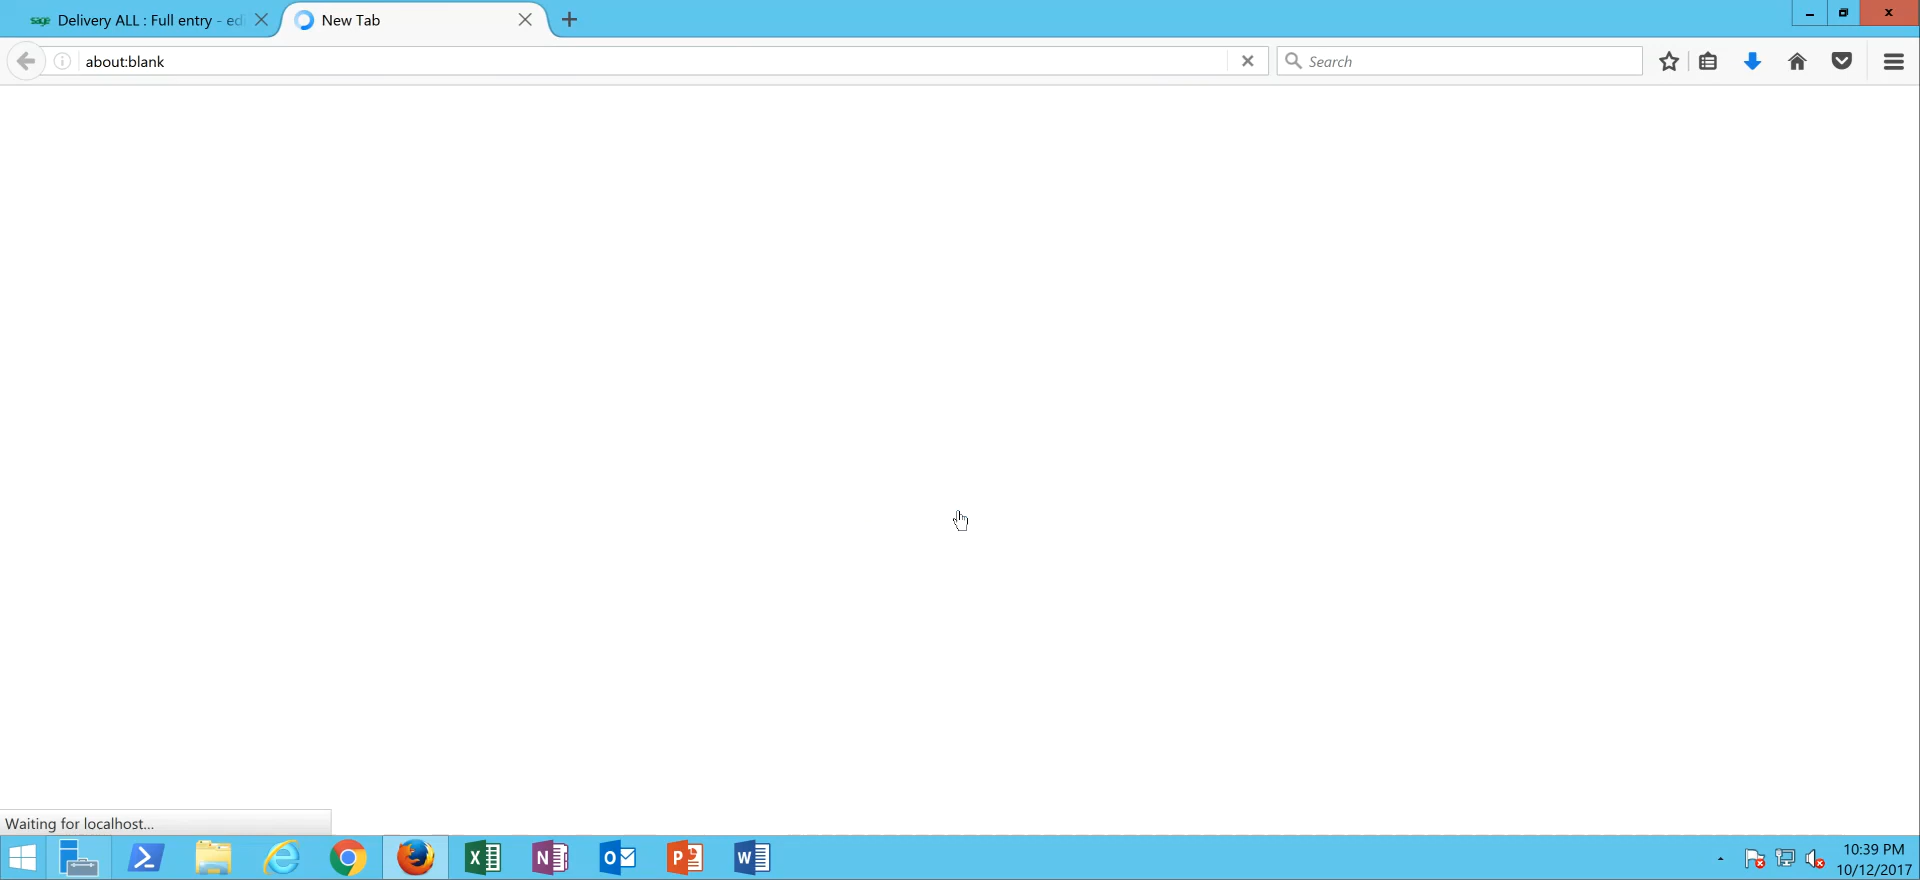 sage Delivery ALL : Full entry - ed
New Tab
about:blank
Search
Waiting for localhost...
10:39 PM
10/12/2017